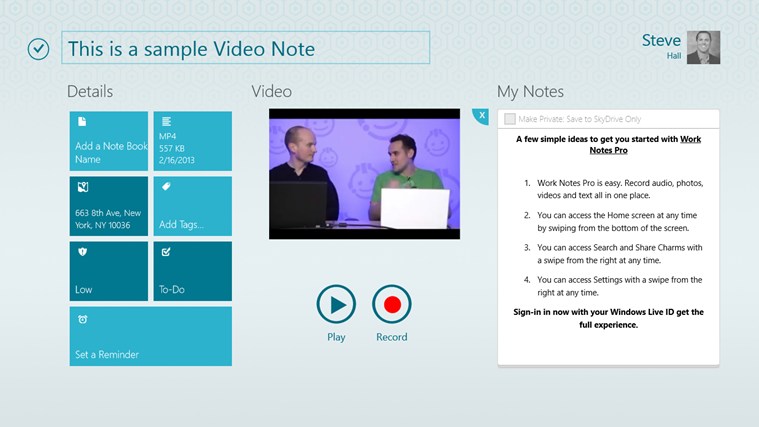 This is a sample Video Note
Steve
Hall
Details
Video
My Notes
Add a Note Book
Name
MP4
557 KB
2/16/2013
663 8th Ave, New
York, NY 10036
Add Tags...
Low
To-Do
Set a Reminder
X
Play
Record
Make Private: Save to SkyDrive Only
A few simple ideas to get you started with Work
Notes Pro
1. Work Notes Pro is easy. Record audio, photos,
videos and text all in one place.
2. You can access the Home screen at any time
by swiping from the bottom of the screen.
3. You can access Search and Share Charms with
a swipe from the right at any time.
4. You can access Settings with a swipe from the
right at any time.
Sign-in in now with your Windows Live ID get the
full experience.